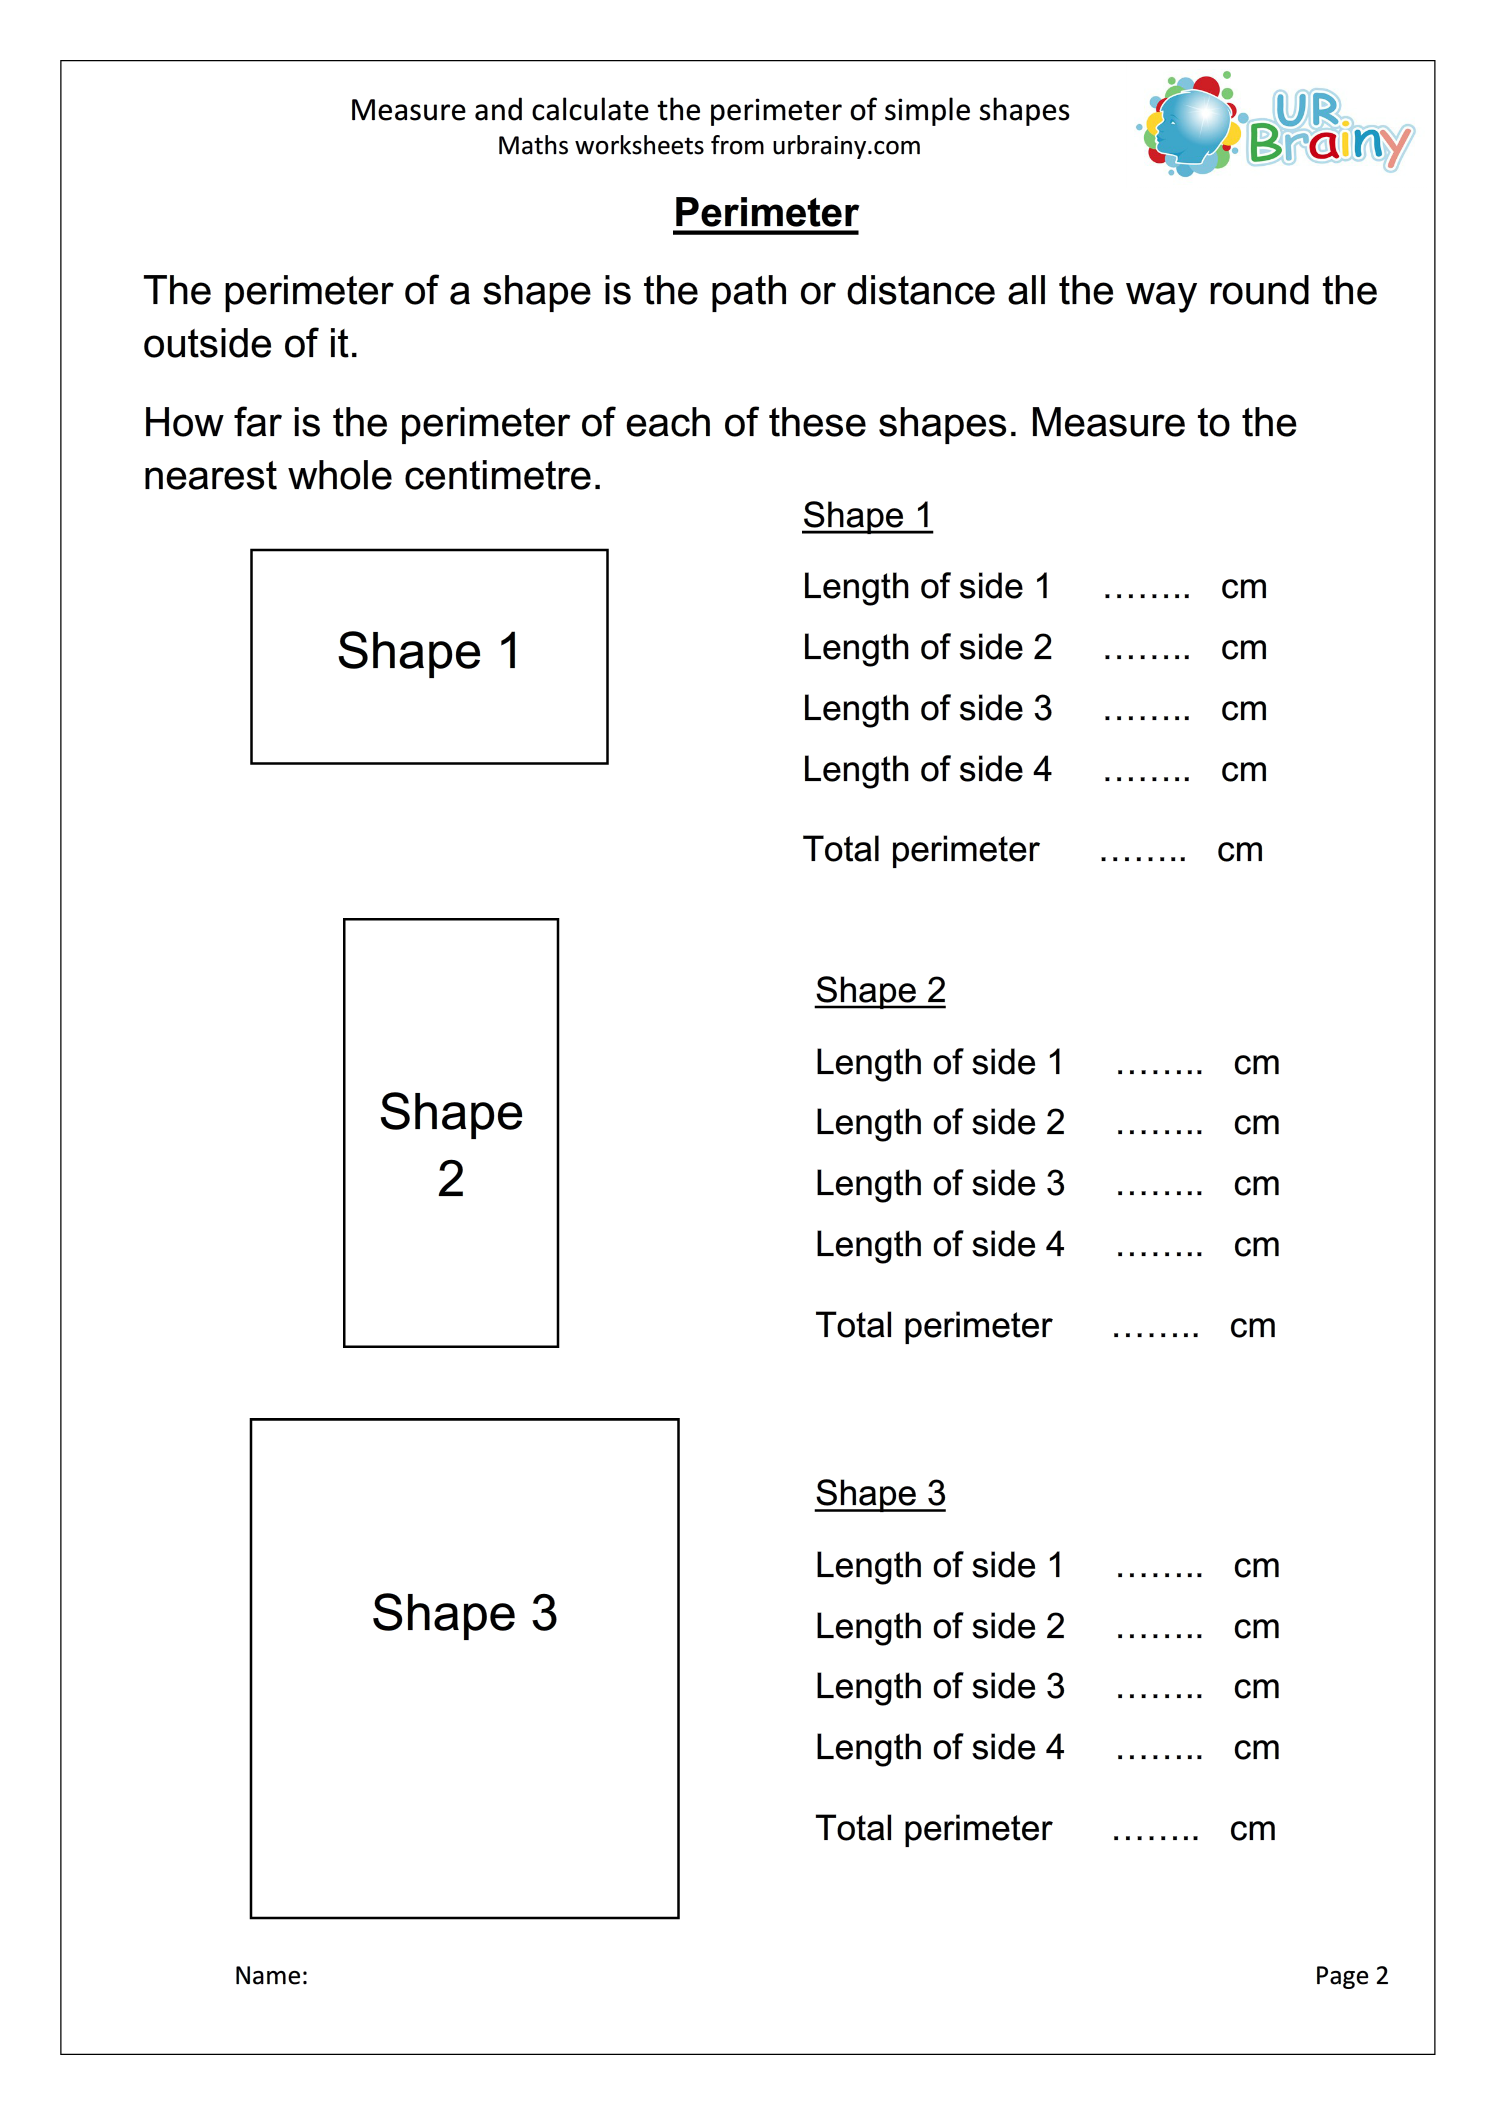 Measure and calculate the perimeter of simple shapes
Maths worksheets from urbrainy.com
UR
Brainy
Perimeter
The perimeter of a shape is the path or distance all the way round the
outside of it.
How far is the perimeter of each of these shapes. Measure to the
nearest whole centimetre.
Shape 1
Shape 1
Length of side 1 …….. cm
Length of side 2 …….. cm
Length of side 3 …….. cm
Length of side 4 …….. cm
Total perimeter …….. cm
Shape
2
Shape 2
Length of side 1 …….. cm
Length of side 2 …….. cm
Length of side 3 …….. cm
Length of side 4 …….. cm
Total perimeter …….. cm
Shape 3
Shape 3
Length of side 1 …….. cm
Length of side 2 …….. cm
Length of side 3 …….. cm
Length of side 4 …….. cm
Total perimeter …….. cm
Name:
Page 2